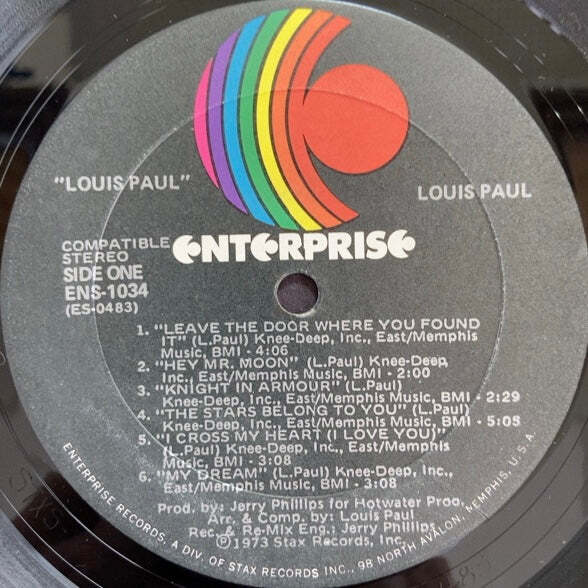 "LOUIS PAUL"
LOUIS PAUL
ENTERPRISE
COMPATIBLE
STEREO
SIDE ONE
ENS-1034
(ES-0483)
1. "LEAVE THE DOOR WHERE YOU FOUND
IT" (L.Paul) Knee-Deep, Inc., East/Memphis
Music, BMI - 4:06
2. "HEY MR. MOON" (L.Paul) Knee-Deep,
Inc., East/Memphis Music, BMI - 2:00
3. "KNIGHT IN ARMOUR" (L.Paul)
Knee-Deep, Inc., East/Memphis Music, BMI - 2:29
4. "THE STARS BELONG TO YOU" (L.Paul)
Knee-Deep, Inc., East/Memphis Music, BMI - 5:05
5. "I CROSS MY HEART (I LOVE YOU)"
(L.Paul) Knee-Deep, Inc., East/Memphis
Music, BMI - 3:08
6. "MY DREAM" (L.Paul) Knee-Deep, Inc.,
East/Memphis Music, BMI - 3:08
Prod. by: Jerry Phillips for Hotwater Prod.
Arr. & Comp. by: Louis Paul
Rec. & Re-Mix Eng.: Jerry Phillips
℗1973 Stax Records, Inc.
ENTERPRISE RECORDS, A DIV. OF STAX RECORDS INC., 98 NORTH AVALON, MEMPHIS, U.S.A.